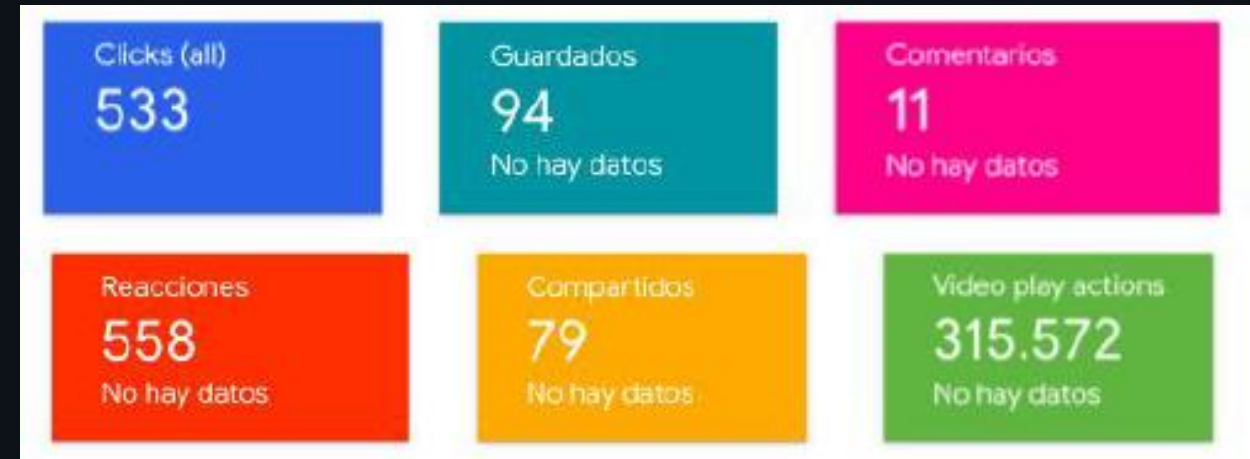 Clicks (all)
533
Guardados
94
No hay datos
Comentarios
11
No hay datos
Reacciones
558
No hay datos
Compartidos
79
No hay datos
Video play actions
315.572
No hay datos